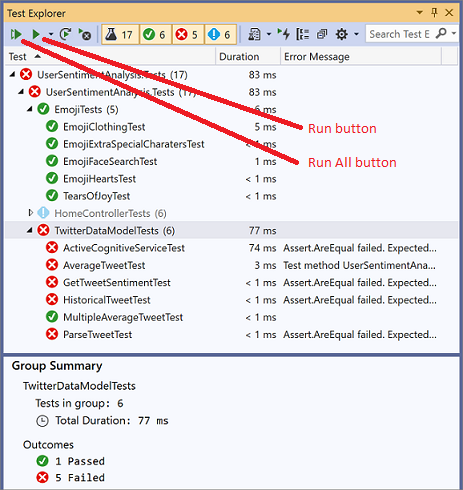 Test Explorer
17 6 5 6 Search Test E
Test Duration Error Message
UserSentimentAnalysis.Tests (17) 83 ms
UserSentimentAnalysis.Tests (17) 83 ms
EmojiTests (5) 6 ms
EmojiClothingTest 5 ms
EmojiExtraSpecialCharatersTest < 1 ms
EmojiFaceSearchTest 1 ms
EmojiHeartsTest < 1 ms
TearsOfJoyTest < 1 ms
HomeControllerTests (6)
TwitterDataModelTests (6) 77 ms
ActiveCognitiveServiceTest 74 ms Assert.AreEqual failed. Expected...
AverageTweetTest 3 ms Test method UserSentimentAna...
GetTweetSentimentTest < 1 ms Assert.AreEqual failed. Expected...
HistoricalTweetTest < 1 ms Assert.AreEqual failed. Expected...
MultipleAverageTweetTest < 1 ms
ParseTweetTest < 1 ms Assert.AreEqual failed. Expected...
Run button
Run All button
Group Summary
TwitterDataModelTests
Tests in group: 6
Total Duration: 77 ms
Outcomes
1 Passed
5 Failed